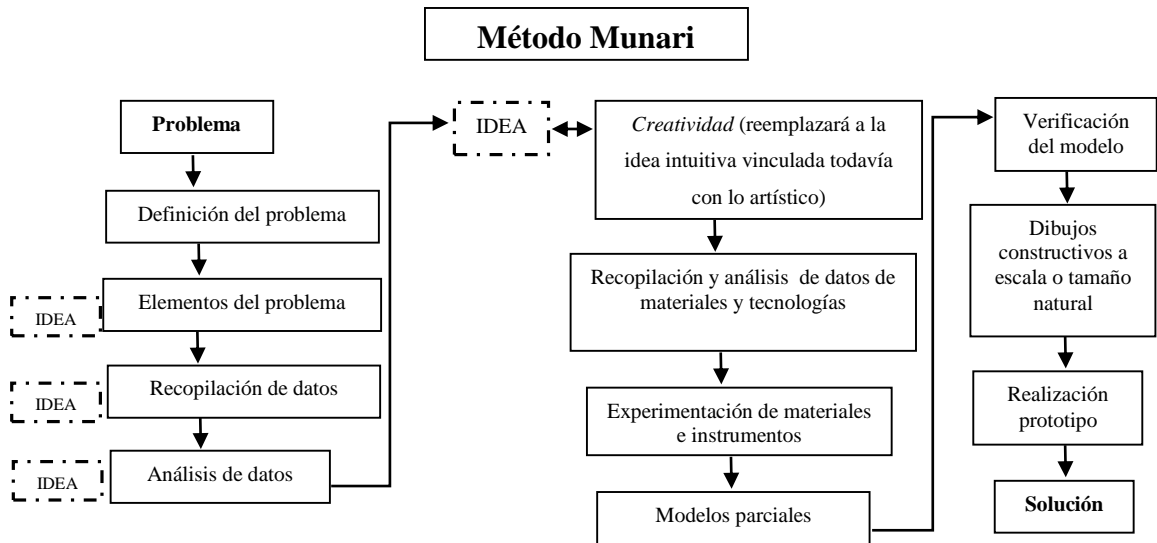 Método Munari
Problema
Definición del problema
IDEA
Elementos del problema
IDEA
Recopilación de datos
IDEA
Análisis de datos
IDEA
Creatividad (reemplazará a la
idea intuitiva vinculada todavía
con lo artístico)
Recopilación y análisis de datos de
materiales y tecnologías
Experimentación de materiales
e instrumentos
Modelos parciales
Verificación
del modelo
Dibujos
constructivos a
escala o tamaño
natural
Realización
prototipo
Solución